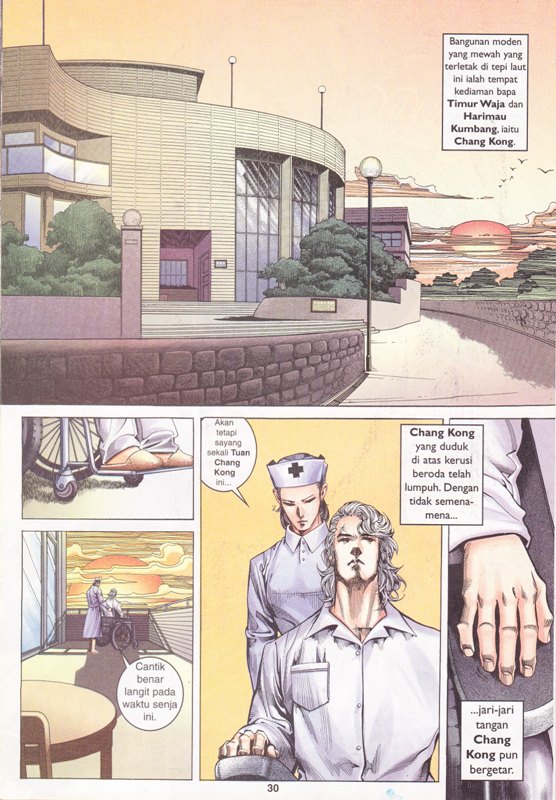 Bangunan moden
yang mewah yang
terletak di tepi laut
ini ialah tempat
kediaman bapa
Timur Waja dan
Harimau
Kumbang, iaitu
Chang Kong.
Cantik
benar
langit pada
waktu senja
ini.
Akan
tetapi
sayang
sekali Tuan
Chang
Kong
ini...
Chang Kong
yang duduk
di atas kerusi
beroda telah
lumpuh. Dengan
tidak semena-
mena...
...jari-jari
tangan
Chang
Kong pun
bergetar.
30